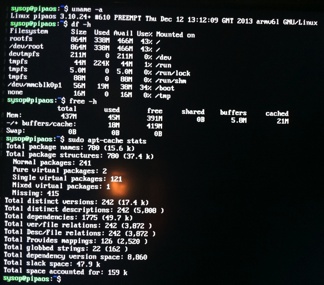 sysop@pipaos:~$ uname -a
Linux pipaos 3.10.24+ #610 PREEMPT Thu Dec 12 13:12:09 GMT 2013 armv6l GNU/Linux
sysop@pipaos:~$ df -h
Filesystem Size Used Avail Use% Mounted on
rootfs 864M 338M 466M 43% /
/dev/root 864M 338M 466M 43% /
devtmpfs 211M 0 211M 0% /dev
tmpfs 44M 224K 44M 1% /run
tmpfs 5.0M 0 5.0M 0% /run/lock
tmpfs 88M 0 88M 0% /run/shm
/dev/mmcblk0p1 56M 19M 38M 34% /boot
none 16M 0 16M 0% /tmp
sysop@pipaos:~$ free -h
total used free shared buffers cached
Mem: 437M 45M 391M 0B 5.0M 21M
-/+ buffers/cache: 18M 419M
Swap: 0B 0B 0B
sysop@pipaos:~$ sudo apt-cache stats
Total package names: 780 (15.6 k)
Total package structures: 780 (37.4 k)
Normal packages: 241
Pure virtual packages: 2
Single virtual packages: 121
Mixed virtual packages: 1
Missing: 415
Total distinct versions: 242 (17.4 k)
Total distinct descriptions: 242 (5,808 )
Total dependencies: 1775 (49.7 k)
Total ver/file relations: 242 (3,872 )
Total Desc/File relations: 242 (3,872 )
Total Provides mappings: 126 (2,520 )
Total globbed strings: 22 (162 )
Total dependency version space: 8,860
Total slack space: 47.9 k
Total space accounted for: 159 k
sysop@pipaos:~$